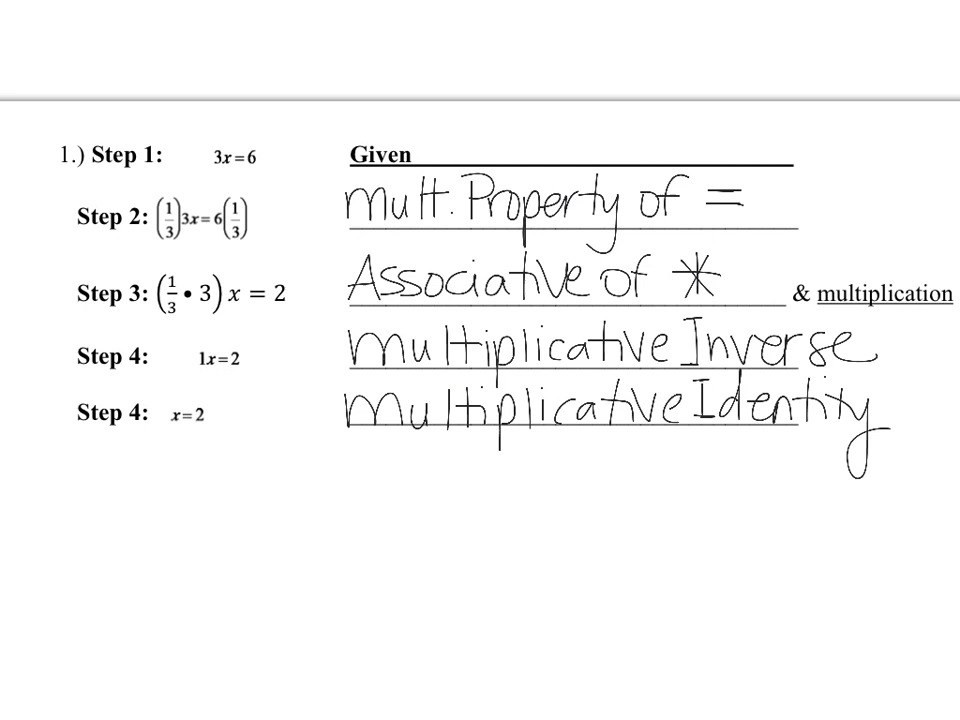 1.) Step 1: 3x=6 Given
Step 2: (1/3)3x=6(1/3) Mult. Property of =
Step 3: (1/3 • 3) x = 2 Associative of * & multiplication
Step 4: 1x=2 Multiplicative Inverse
Step 4: x=2 Multiplicative Identity